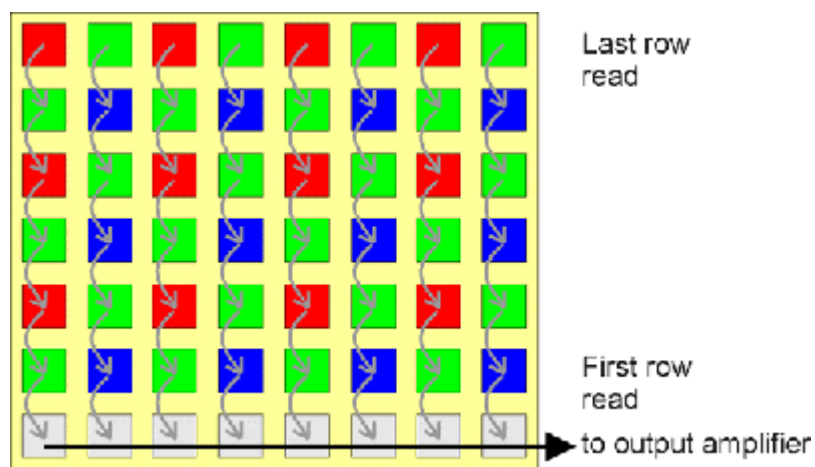 Last row
read
First row
read
to output amplifier